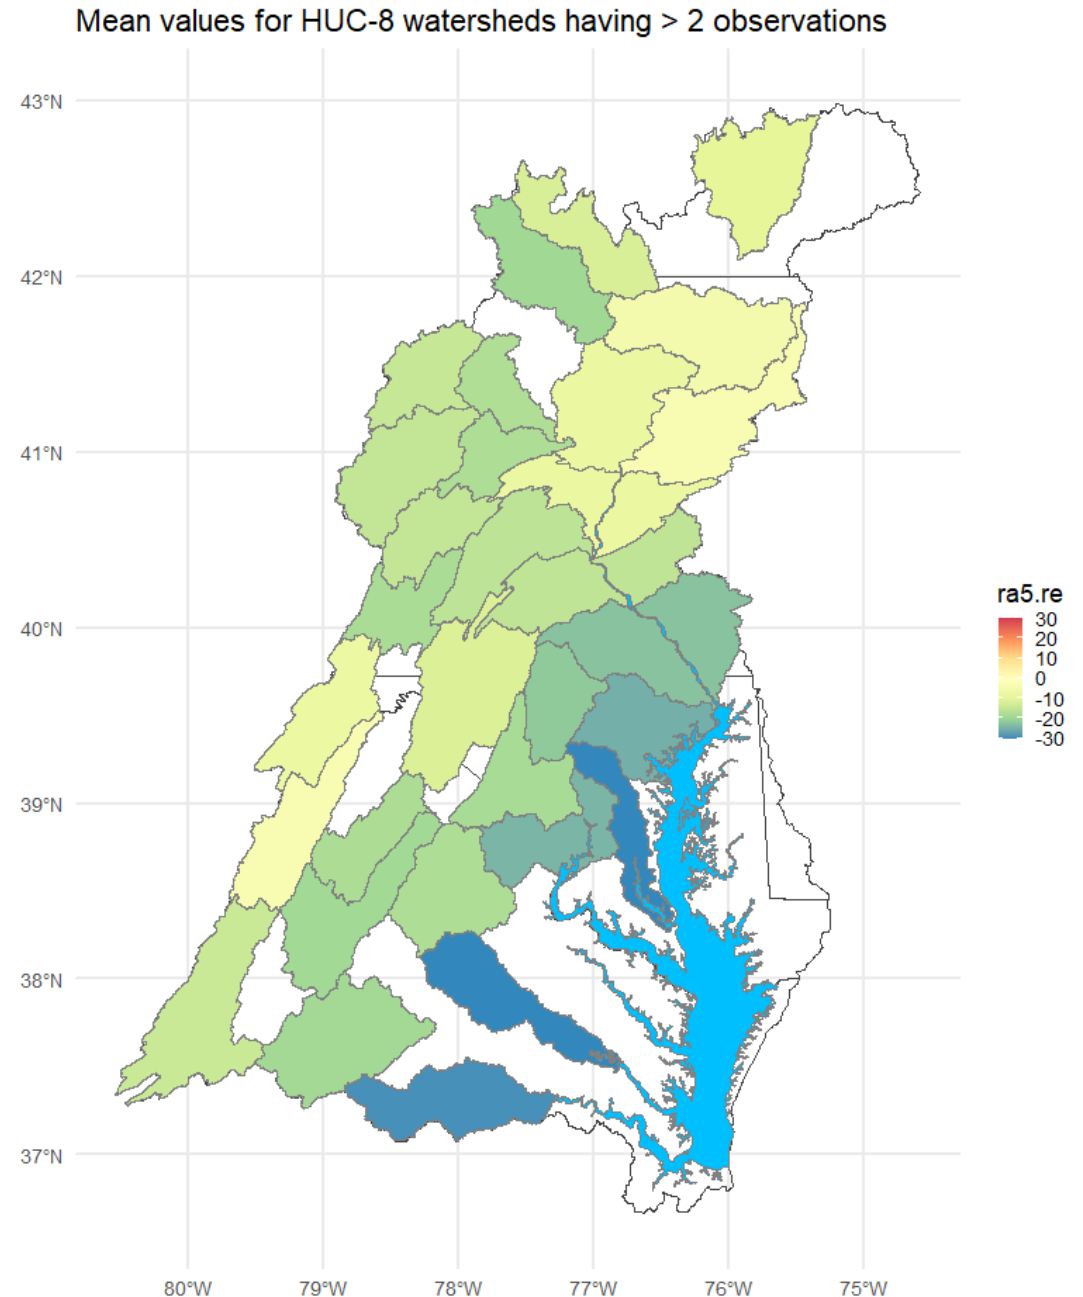 Mean values for HUC-8 watersheds having > 2 observations
43°N
42°N
41°N
40°N
39°N
38°N
37°N
80°W
79°W
78°W
77°W
76°W
75°W
ra5.re
30
20
10
0
-10
-20
-30